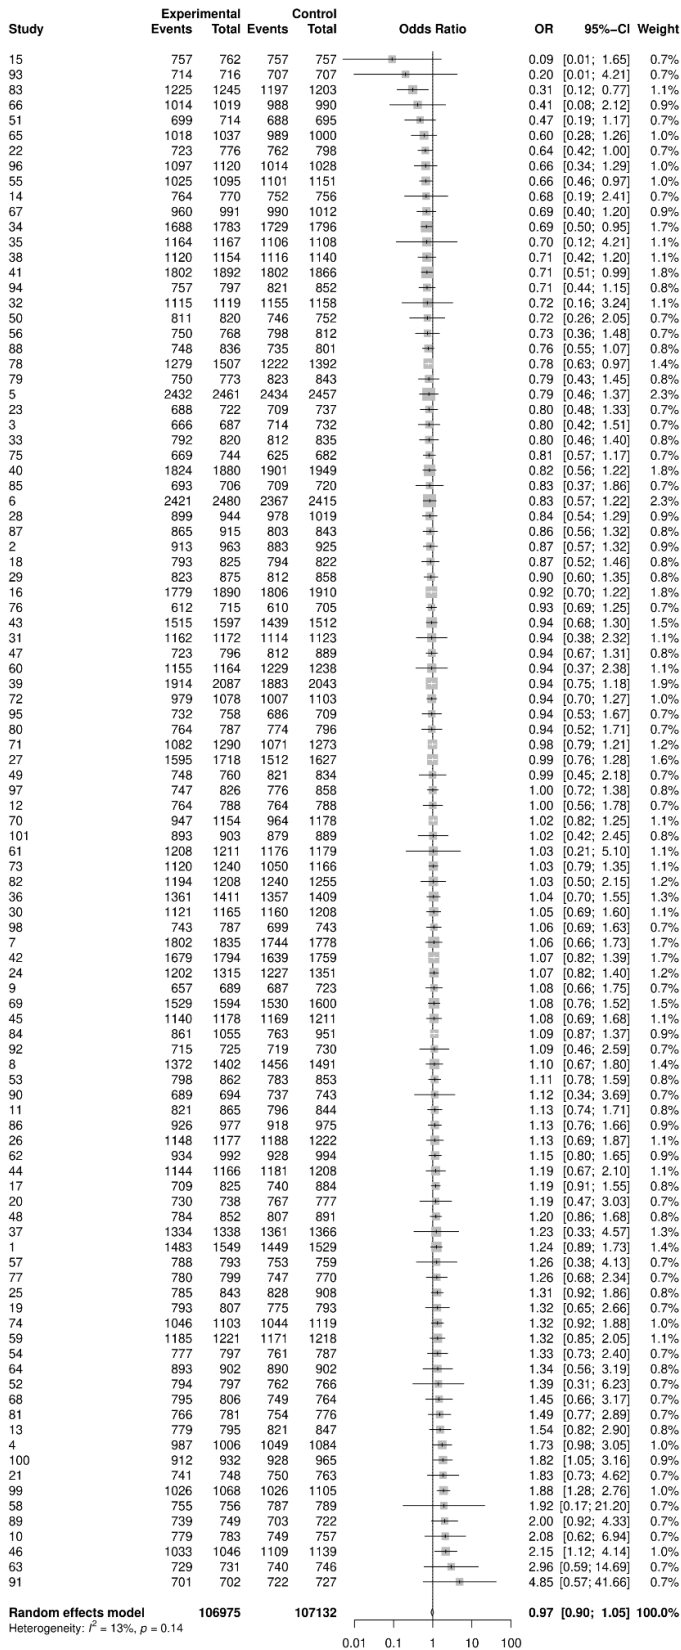 Experimental Control
Study Events Total Events Total Odds Ratio OR 95%-CI Weight
15 757 762 757 757 0.09 [0.01; 1.65] 0.7%
93 714 716 707 707 0.20 [0.01; 4.21] 0.7%
83 1225 1245 1197 1203 0.31 [0.12; 0.77] 1.1%
66 1014 1019 988 990 0.41 [0.08; 2.12] 0.9%
51 699 714 688 695 0.47 [0.19; 1.17] 0.7%
65 1018 1037 989 1000 0.60 [0.28; 1.26] 1.0%
22 723 776 762 798 0.64 [0.42; 1.00] 0.7%
96 1097 1120 1014 1028 0.66 [0.34; 1.29] 1.0%
55 1025 1095 1101 1151 0.66 [0.46; 0.97] 1.0%
14 764 770 752 756 0.68 [0.19; 2.41] 0.7%
67 960 991 990 1012 0.69 [0.40; 1.20] 0.9%
34 1688 1783 1729 1796 0.69 [0.50; 0.95] 1.7%
35 1164 1167 1106 1108 0.70 [0.12; 4.21] 1.1%
38 1120 1154 1116 1140 0.71 [0.42; 1.20] 1.1%
41 1802 1892 1802 1866 0.71 [0.51; 0.99] 1.8%
94 757 797 821 852 0.71 [0.44; 1.15] 0.7%
32 1115 1119 1155 1158 0.72 [0.16; 3.24] 1.1%
50 811 820 746 752 0.72 [0.26; 2.05] 0.7%
56 750 768 798 812 0.73 [0.36; 1.48] 0.7%
88 748 836 735 801 0.76 [0.55; 1.07] 0.8%
78 1279 1507 1222 1392 0.78 [0.63; 0.97] 1.4%
79 750 773 823 843 0.79 [0.43; 1.45] 0.8%
5 2432 2461 2434 2457 0.79 [0.46; 1.37] 2.3%
23 688 722 709 737 0.80 [0.48; 1.33] 0.7%
3 666 687 714 732 0.80 [0.42; 1.51] 0.7%
33 792 820 812 835 0.80 [0.46; 1.40] 0.8%
75 669 744 625 682 0.81 [0.57; 1.17] 0.7%
40 1824 1880 1901 1949 0.82 [0.56; 1.22] 1.8%
85 693 706 709 720 0.83 [0.37; 1.86] 0.7%
6 2421 2480 2367 2415 0.83 [0.57; 1.22] 2.3%
28 899 944 978 1019 0.84 [0.54; 1.29] 0.9%
87 865 915 803 843 0.86 [0.56; 1.32] 0.8%
2 913 963 883 925 0.87 [0.57; 1.32] 0.9%
18 793 825 794 822 0.87 [0.52; 1.46] 0.8%
29 823 875 812 858 0.90 [0.60; 1.35] 0.8%
16 1779 1890 1806 1910 0.92 [0.70; 1.22] 1.8%
76 612 715 610 705 0.93 [0.69; 1.25] 0.7%
43 1515 1597 1439 1512 0.94 [0.68; 1.30] 1.5%
31 1162 1172 1114 1123 0.94 [0.38; 2.32] 1.1%
47 723 796 812 889 0.94 [0.67; 1.31] 0.8%
60 1155 1164 1229 1238 0.94 [0.37; 2.38] 1.1%
39 1914 2087 1883 2043 0.94 [0.75; 1.18] 1.9%
72 979 1078 1007 1103 0.94 [0.70; 1.27] 1.0%
95 732 758 686 709 0.94 [0.53; 1.67] 0.7%
80 764 787 774 796 0.94 [0.52; 1.71] 0.7%
71 1082 1290 1071 1273 0.98 [0.79; 1.21] 1.2%
27 1595 1718 1512 1627 0.99 [0.76; 1.28] 1.6%
49 748 760 821 834 0.99 [0.45; 2.18] 0.7%
97 747 826 776 858 1.00 [0.72; 1.38] 0.8%
12 764 788 764 788 1.00 [0.56; 1.78] 0.7%
70 947 1154 964 1178 1.02 [0.82; 1.25] 1.1%
101 893 903 879 889 1.02 [0.42; 2.45] 0.8%
61 1208 1211 1176 1179 1.03 [0.21; 5.10] 1.1%
73 1120 1240 1050 1166 1.03 [0.79; 1.35] 1.1%
82 1194 1208 1240 1255 1.03 [0.50; 2.15] 1.2%
36 1361 1411 1357 1409 1.04 [0.70; 1.55] 1.3%
30 1121 1165 1160 1208 1.05 [0.69; 1.60] 1.1%
98 743 787 699 743 1.06 [0.69; 1.63] 0.7%
7 1802 1835 1744 1778 1.06 [0.66; 1.73] 1.7%
42 1679 1794 1639 1759 1.07 [0.82; 1.39] 1.7%
24 1202 1315 1227 1351 1.07 [0.82; 1.40] 1.2%
9 657 689 687 723 1.08 [0.66; 1.75] 0.7%
69 1529 1594 1530 1600 1.08 [0.76; 1.52] 1.5%
45 1140 1178 1169 1211 1.08 [0.69; 1.68] 1.1%
84 861 1055 763 951 1.09 [0.87; 1.37] 0.9%
92 715 725 719 730 1.09 [0.46; 2.59] 0.7%
8 1372 1402 1456 1491 1.10 [0.67; 1.80] 1.4%
53 798 862 783 853 1.11 [0.78; 1.59] 0.8%
90 689 694 737 743 1.12 [0.34; 3.69] 0.7%
11 821 865 796 844 1.13 [0.74; 1.71] 0.8%
86 926 977 918 975 1.13 [0.76; 1.66] 0.9%
26 1148 1177 1188 1222 1.13 [0.69; 1.87] 1.1%
62 934 992 928 994 1.15 [0.80; 1.65] 0.9%
44 1144 1166 1181 1208 1.19 [0.67; 2.10] 1.1%
17 709 825 740 884 1.19 [0.91; 1.55] 0.8%
20 730 738 767 777 1.19 [0.47; 3.03] 0.7%
48 784 852 807 891 1.20 [0.86; 1.68] 0.8%
37 1334 1338 1361 1366 1.23 [0.33; 4.57] 1.3%
1 1483 1549 1449 1529 1.24 [0.89; 1.73] 1.4%
57 788 793 753 759 1.26 [0.38; 4.13] 0.7%
77 780 799 747 770 1.26 [0.68; 2.34] 0.7%
25 785 843 828 908 1.31 [0.92; 1.86] 0.8%
19 793 807 775 793 1.32 [0.65; 2.66] 0.7%
74 1046 1103 1044 1119 1.32 [0.92; 1.88] 1.0%
59 1185 1221 1171 1218 1.32 [0.85; 2.05] 1.1%
54 777 797 761 787 1.33 [0.73; 2.40] 0.7%
64 893 902 890 902 1.34 [0.56; 3.19] 0.8%
52 794 797 762 766 1.39 [0.31; 6.23] 0.7%
68 795 806 749 764 1.45 [0.66; 3.17] 0.7%
81 766 781 754 776 1.49 [0.77; 2.89] 0.7%
13 779 795 821 847 1.54 [0.82; 2.90] 0.8%
4 987 1006 1049 1084 1.73 [0.98; 3.05] 1.0%
100 912 932 928 965 1.82 [1.05; 3.16] 0.9%
21 741 748 750 763 1.83 [0.73; 4.62] 0.7%
99 1026 1068 1026 1105 1.88 [1.28; 2.76] 1.0%
58 755 756 787 789 1.92 [0.17; 21.20] 0.7%
89 739 749 703 722 2.00 [0.92; 4.33] 0.7%
10 779 783 749 757 2.08 [0.62; 6.94] 0.7%
46 1033 1046 1109 1139 2.15 [1.12; 4.14] 1.0%
63 729 731 740 746 2.96 [0.59; 14.69] 0.7%
91 701 702 722 727 4.85 [0.57; 41.66] 0.7%
Random effects model 106975 107132 0.97 [0.90; 1.05] 100.0%
Heterogeneity: I² = 13%, p = 0.14
0.01 0.1 1 10 100